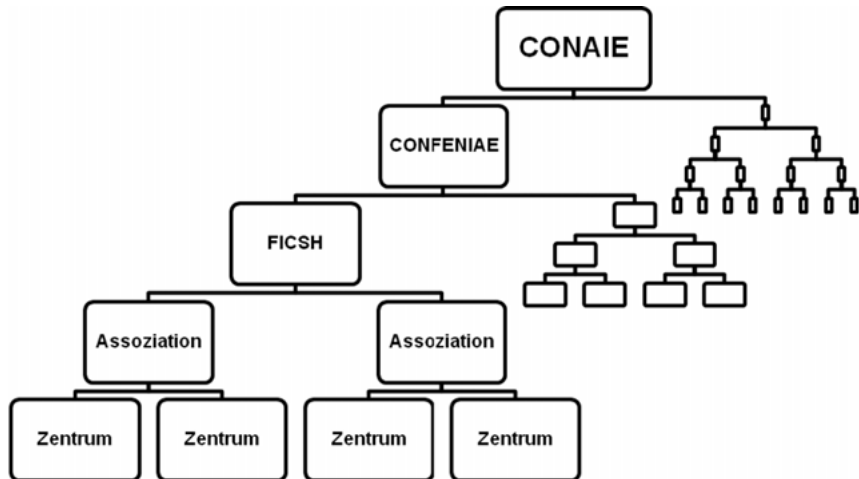 CONAIE
CONFENIAE
FICSH
Assoziation
Assoziation
Zentrum
Zentrum
Zentrum
Zentrum